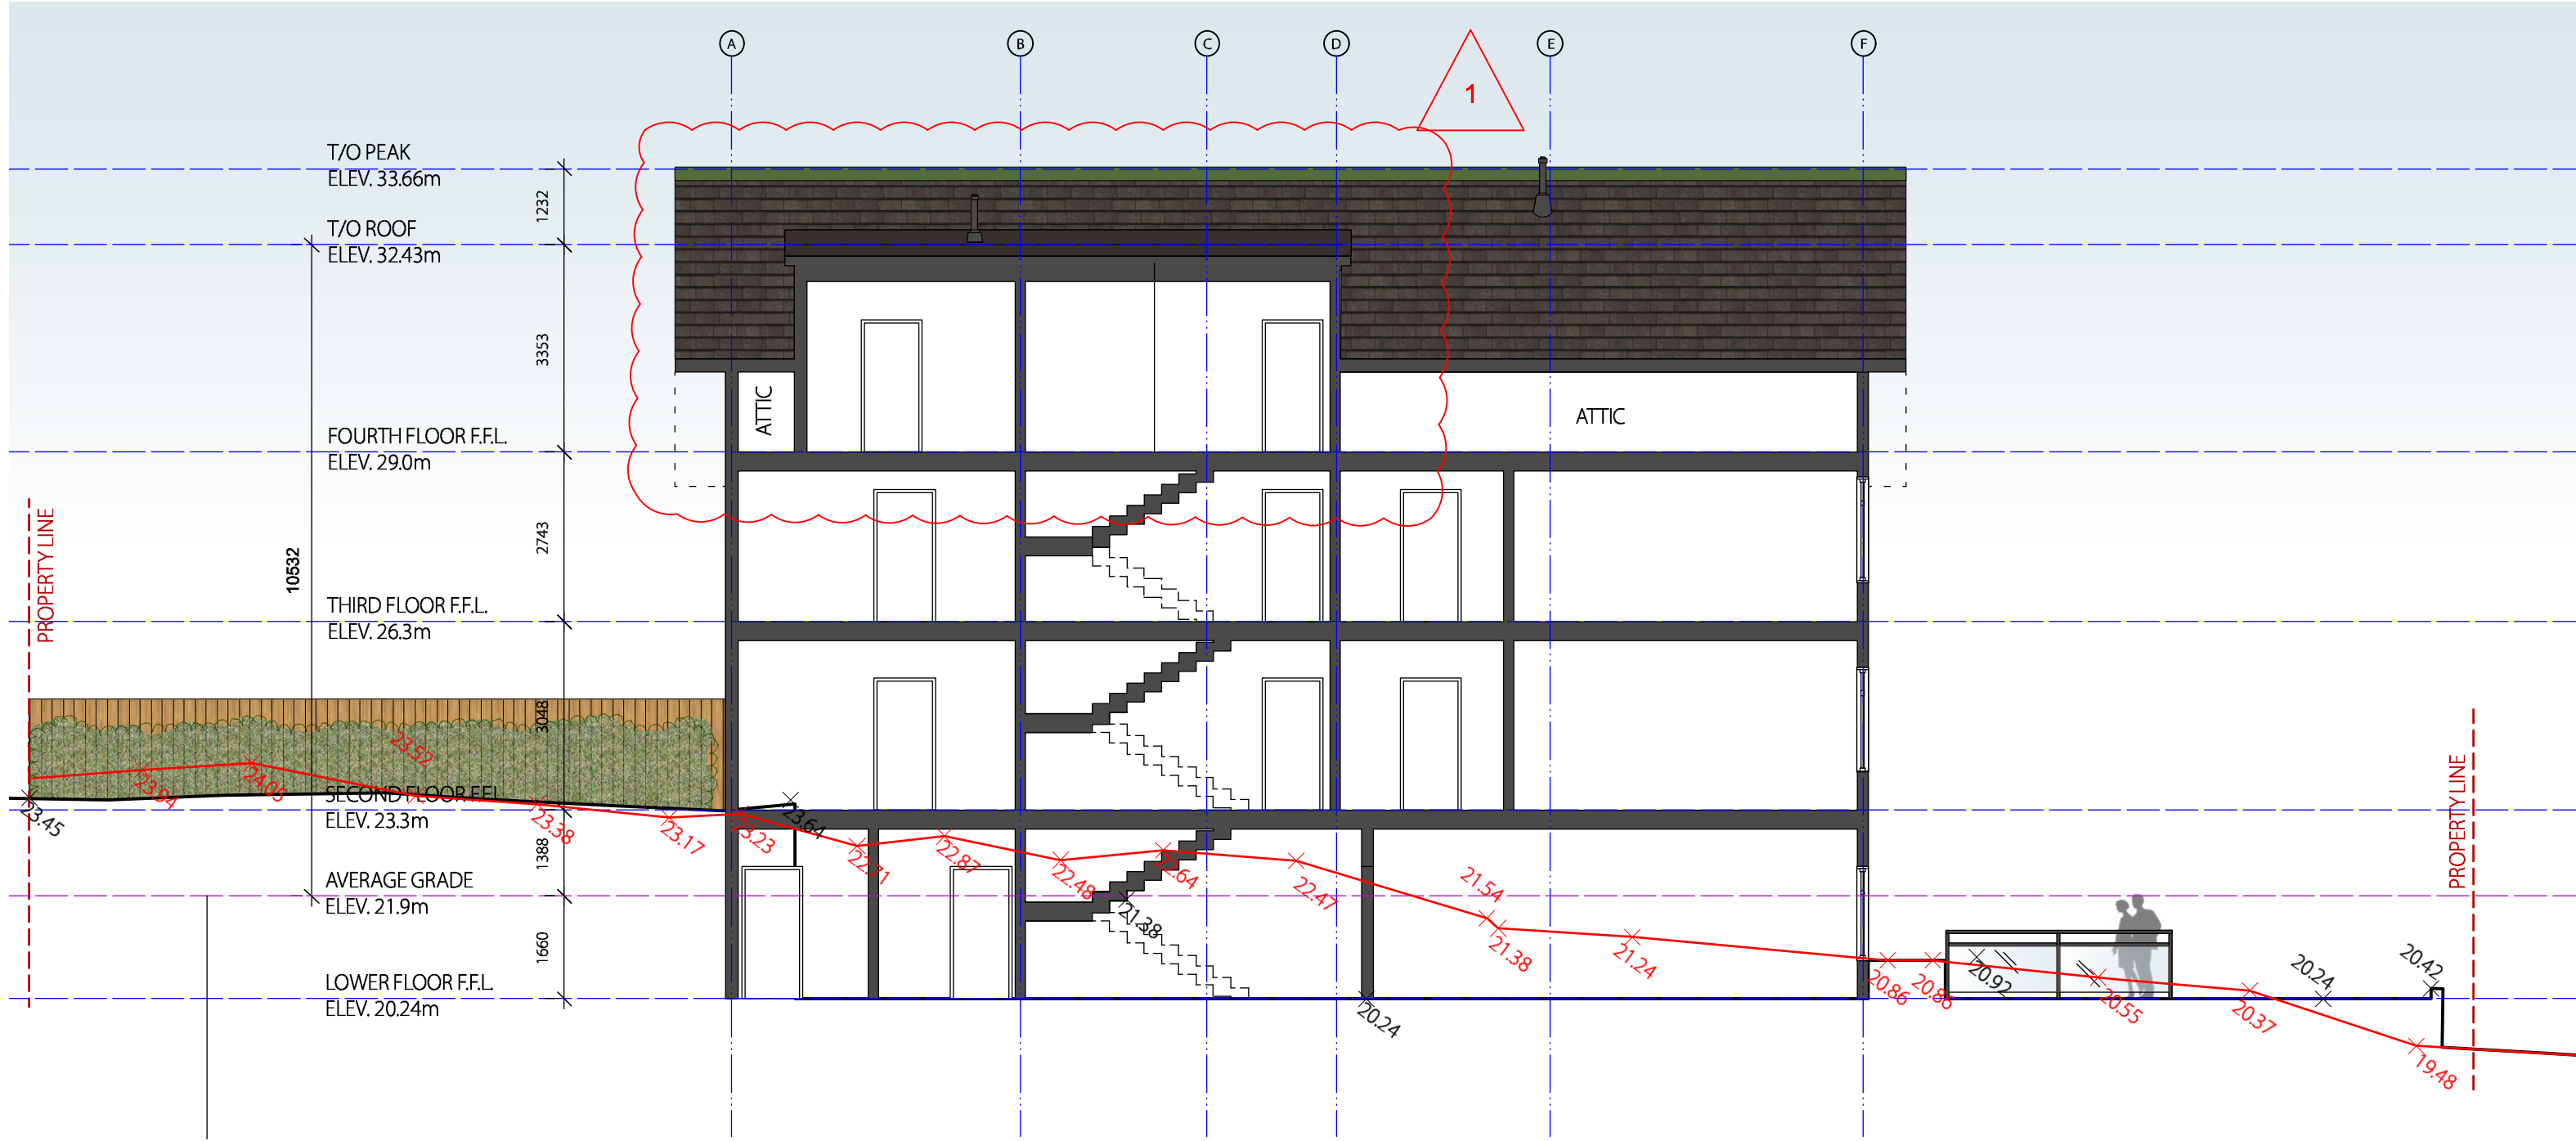 A
B
C
D
E
F
1
T/O PEAK
ELEV. 33.66m
1232
T/O ROOF
ELEV. 32.43m
3353
ATTIC
ATTIC
FOURTH FLOOR F.F.L.
ELEV. 29.0m
2743
10532
PROPERTY LINE
THIRD FLOOR F.F.L.
ELEV. 26.3m
3048
23.52
23.94
24.05
SECOND FLOOR F.F.L.
ELEV. 23.3m
23.45
23.38
23.17
23.23
23.64
22.71
22.87
22.48
22.64
22.47
1388
AVERAGE GRADE
ELEV. 21.9m
21.38
21.54
21.38
21.24
PROPERTY LINE
1660
LOWER FLOOR F.F.L.
ELEV. 20.24m
20.24
20.86
20.86
20.92
20.55
20.24
20.37
20.42
19.48